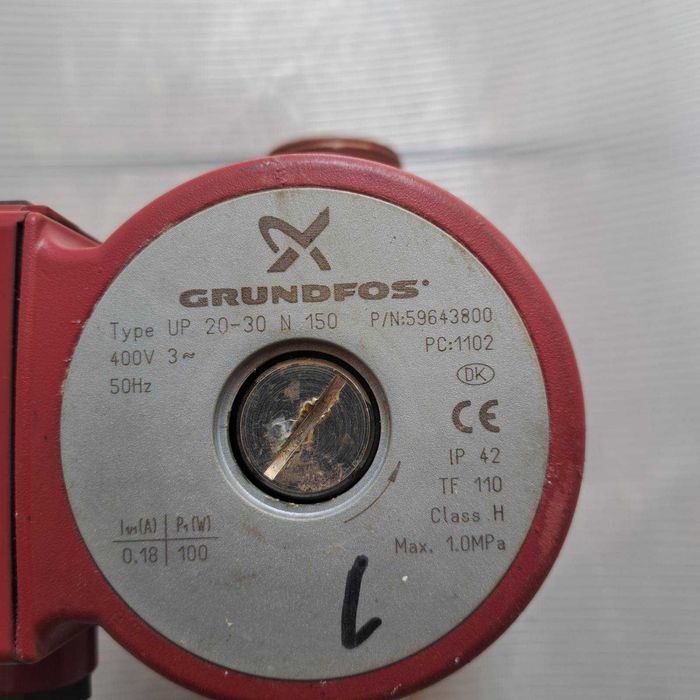 GRUNDFOS
Type UP 20-30 N 150 P/N:59643800
400V 3~ PC:1102
50Hz
DK
CE
IP 42
TF 110
Class H
Max. 1.0MPa
I1/1(A) P1(W)
0.18 100